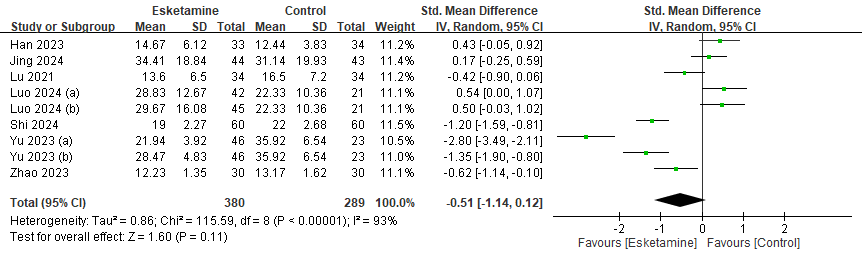 Esketamine Control Std. Mean Difference Std. Mean Difference
Study or Subgroup Mean SD Total Mean SD Total Weight IV, Random, 95% CI IV, Random, 95% CI
Han 2023 14.67 6.12 33 12.44 3.83 34 11.2% 0.43 [-0.05, 0.92]
Jing 2024 34.41 18.84 44 31.14 19.93 43 11.4% 0.17 [-0.25, 0.59]
Lu 2021 13.6 6.5 34 16.5 7.2 34 11.2% -0.42 [-0.90, 0.06]
Luo 2024 (a) 28.83 12.67 42 22.33 10.36 21 11.1% 0.54 [0.00, 1.07]
Luo 2024 (b) 29.67 16.08 45 22.33 10.36 21 11.1% 0.50 [-0.03, 1.02]
Shi 2024 19 2.27 60 22 2.68 60 11.5% -1.20 [-1.59, -0.81]
Yu 2023 (a) 21.94 3.92 46 35.92 6.54 23 10.5% -2.80 [-3.49, -2.11]
Yu 2023 (b) 28.47 4.83 46 35.92 6.54 23 11.0% -1.35 [-1.90, -0.80]
Zhao 2023 12.23 1.35 30 13.17 1.62 30 11.1% -0.62 [-1.14, -0.10]
Total (95% CI) 380 289 100.0% -0.51 [-1.14, 0.12]
Heterogeneity: Tau² = 0.86; Chi² = 115.59, df = 8 (P < 0.00001); I² = 93%
Test for overall effect: Z = 1.60 (P = 0.11)
-2 -1 0 1 2
Favours [Esketamine] Favours [Control]